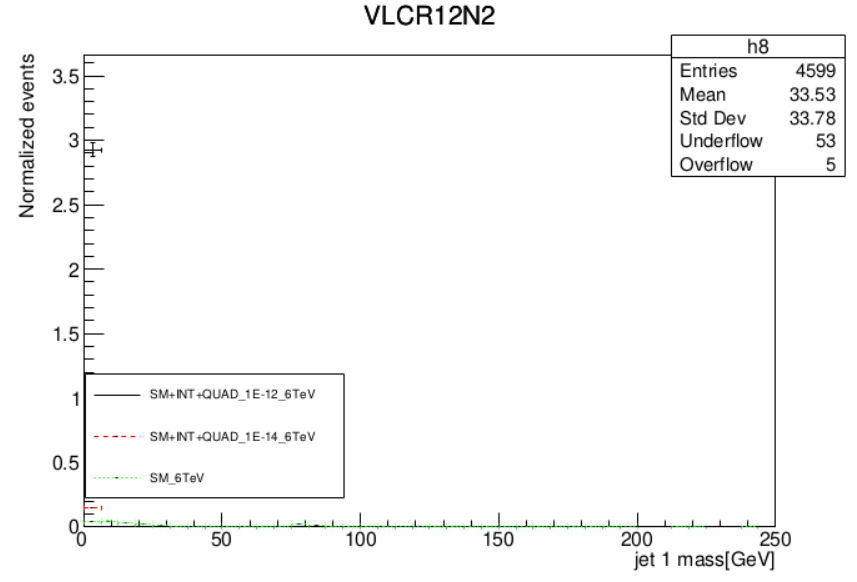 VLCR12N2
h8
Entries 4599
Mean 33.53
Std Dev 33.78
Underflow 53
Overflow 5
Normalized events
3.5
3
2.5
2
1.5
1
0.5
0
SM+INT+QUAD_1E-12_6TeV
SM+INT+QUAD_1E-14_6TeV
SM_6TeV
0 50 100 150 200 250
jet 1 mass[GeV]